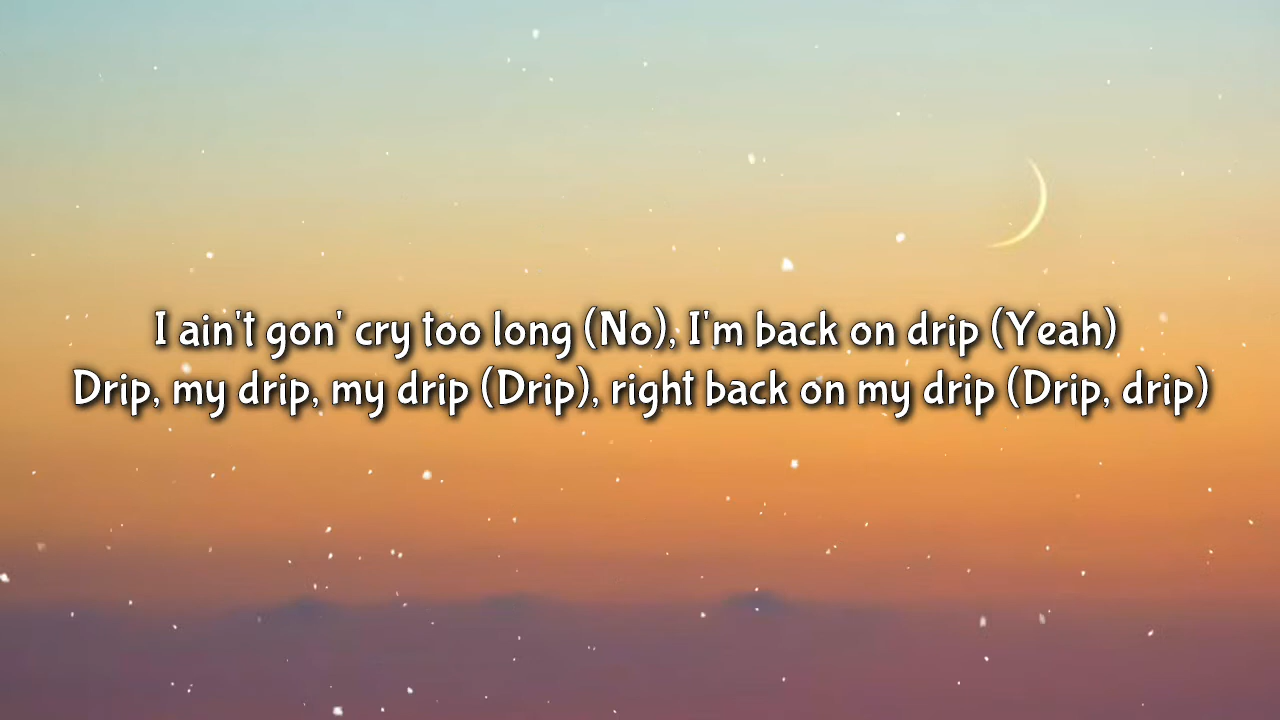 I ain't gon' cry too long (No), I'm back on drip (Yeah)
Drip, my drip, my drip (Drip), right back on my drip (Drip, drip)